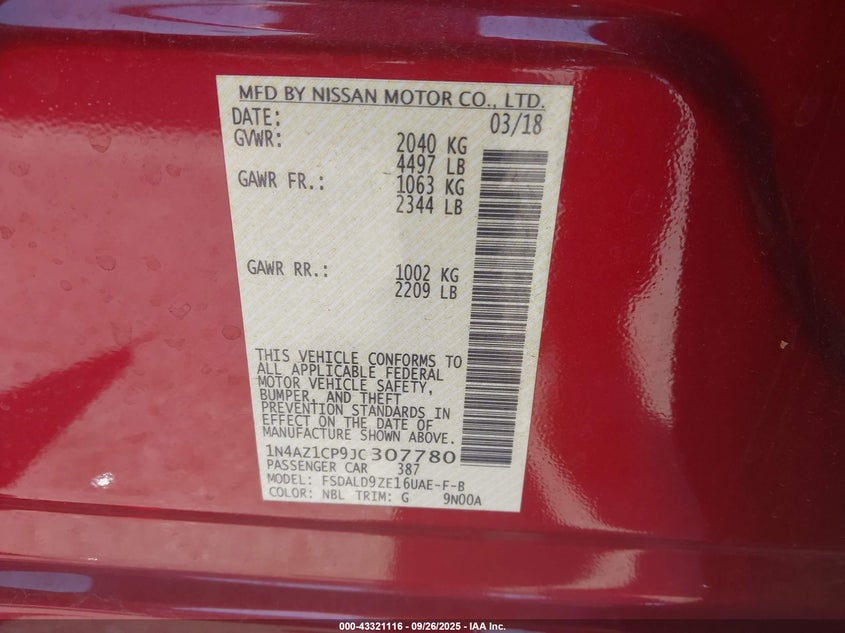 MFD BY NISSAN MOTOR CO., LTD.
DATE: 03/18
GVWR: 2040 KG
4497 LB
GAWR FR.: 1063 KG
2344 LB
GAWR RR.: 1002 KG
2209 LB
THIS VEHICLE CONFORMS TO
ALL APPLICABLE FEDERAL
MOTOR VEHICLE SAFETY,
BUMPER, AND THEFT
PREVENTION STANDARDS IN
EFFECT ON THE DATE OF
MANUFACTURE SHOWN ABOVE.
1N4AZ1CP9JC307780
PASSENGER CAR 387
MODEL: FSDALD9ZE16UAE-F-B
COLOR: NBL TRIM: G 9N00A
000-43321116 - 09/26/2025 - IAA Inc.